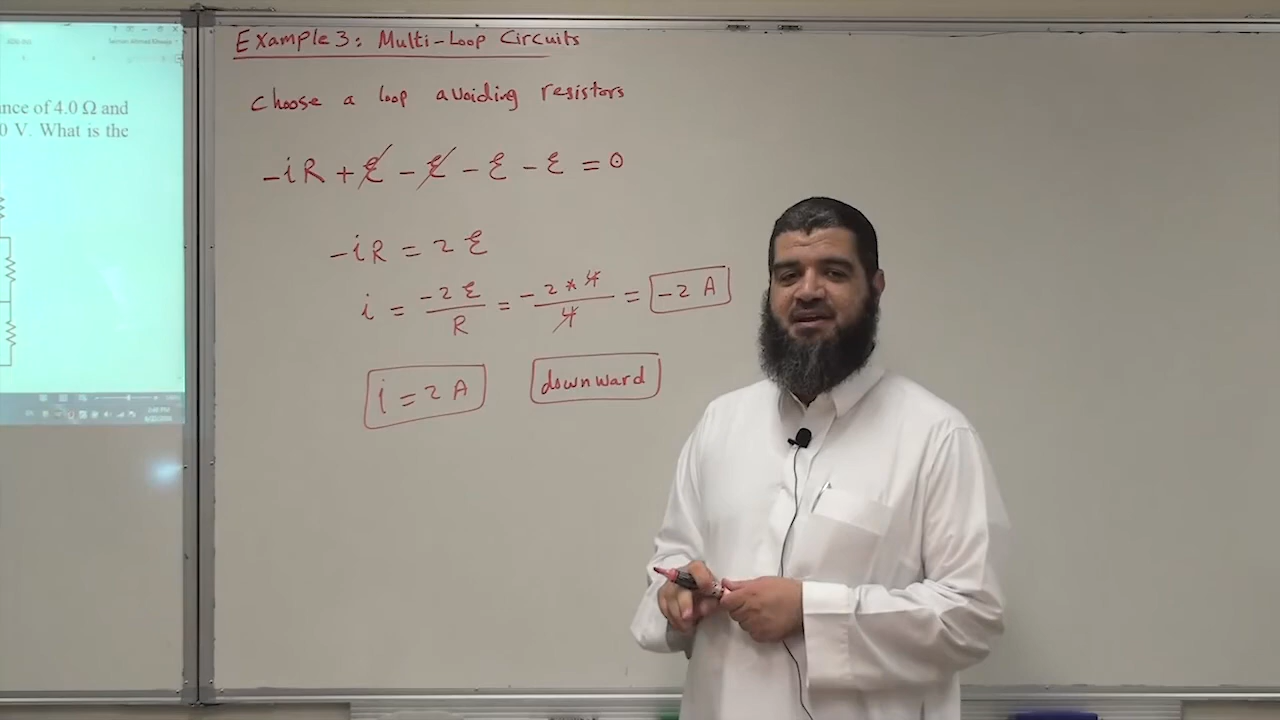 Example 3: Multi-Loop Circuits
Choose a loop avoiding resistors
-iR + ℰ - ℰ - ℰ - ℰ = 0
-iR = 2ℰ
i = -2ℰ/R = -2*4/4 = -2 A
i = 2 A downward
nce of 4.0 Ω and
0 V. What is the